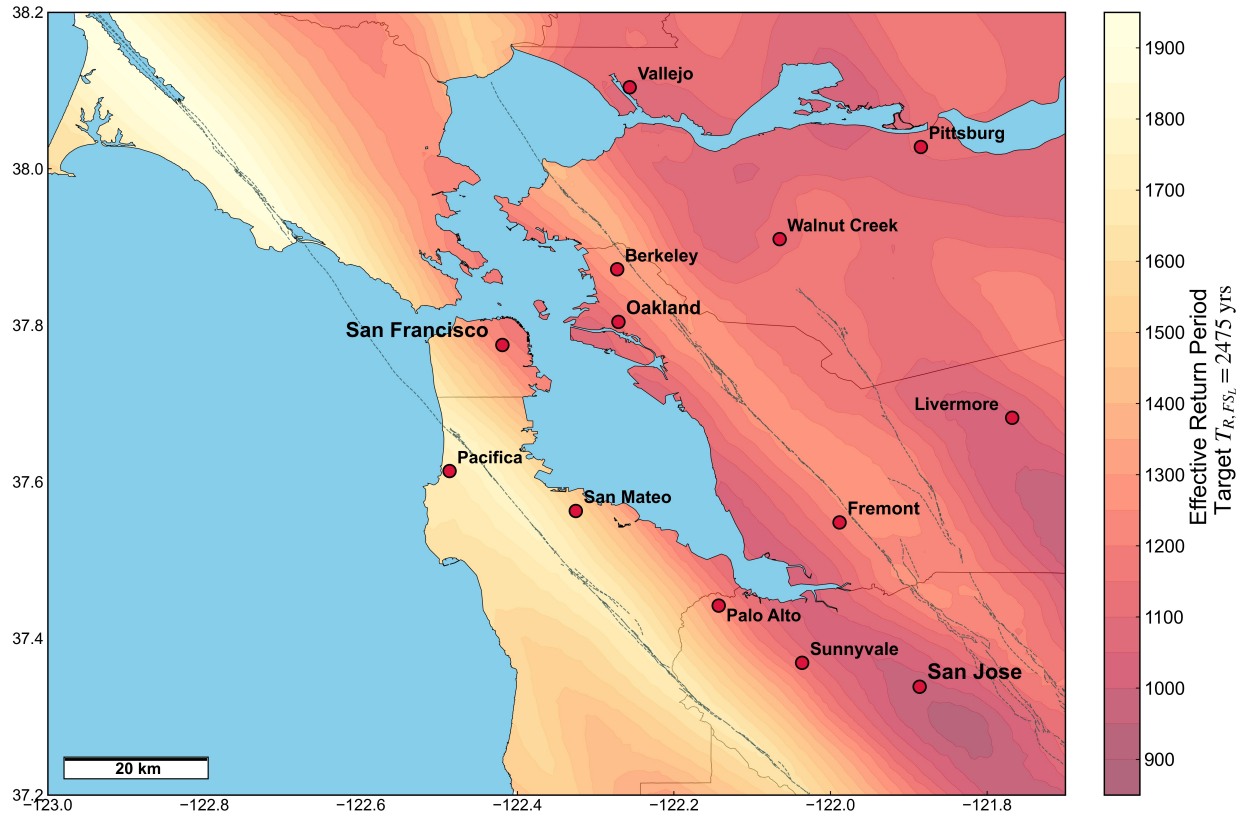 38.2
38.0
37.8
37.6
37.4
37.2
−123.0
−122.8
−122.6
−122.4
−122.2
−122.0
−121.8
Vallejo
Pittsburg
Walnut Creek
Berkeley
Oakland
San Francisco
Livermore
Pacifica
San Mateo
Fremont
Palo Alto
Sunnyvale
San Jose
20 km
1900
1800
1700
1600
1500
1400
1300
1200
1100
1000
900
Effective Return Period
Target T_{R, FS_L} = 2475 yrs